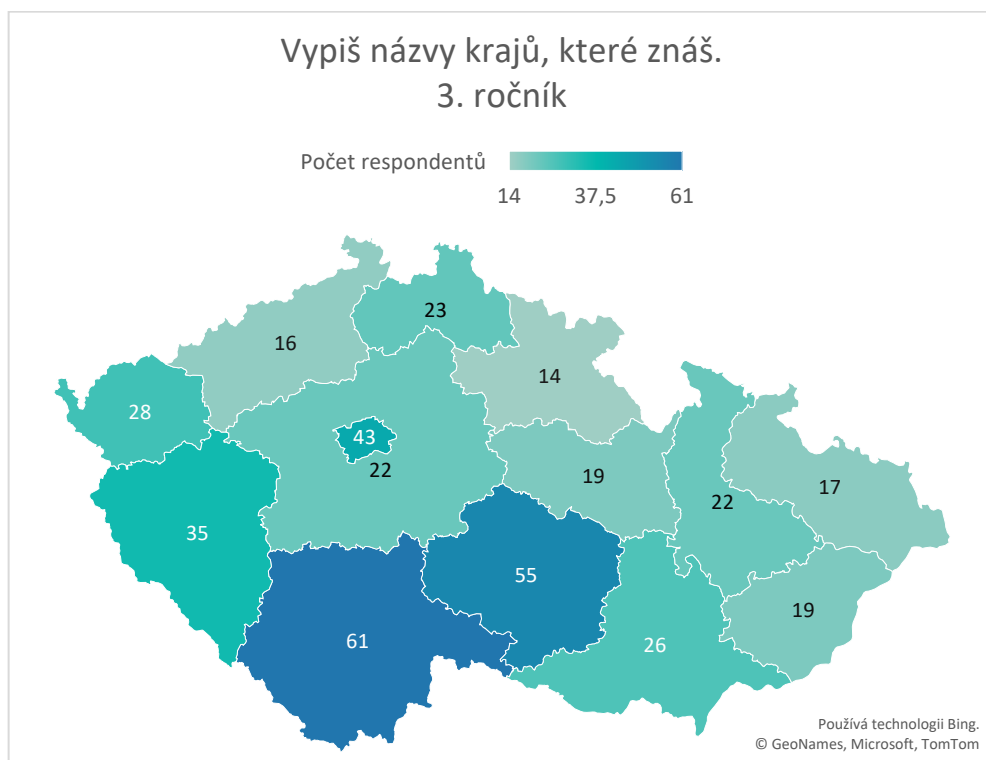 Vypiš názvy krajů, které znáš.
3. ročník
Počet respondentů
14 37,5 61
23
16
14
28
43
22
19
22
17
35
55
19
61
26
Používá technologii Bing.
© GeoNames, Microsoft, TomTom